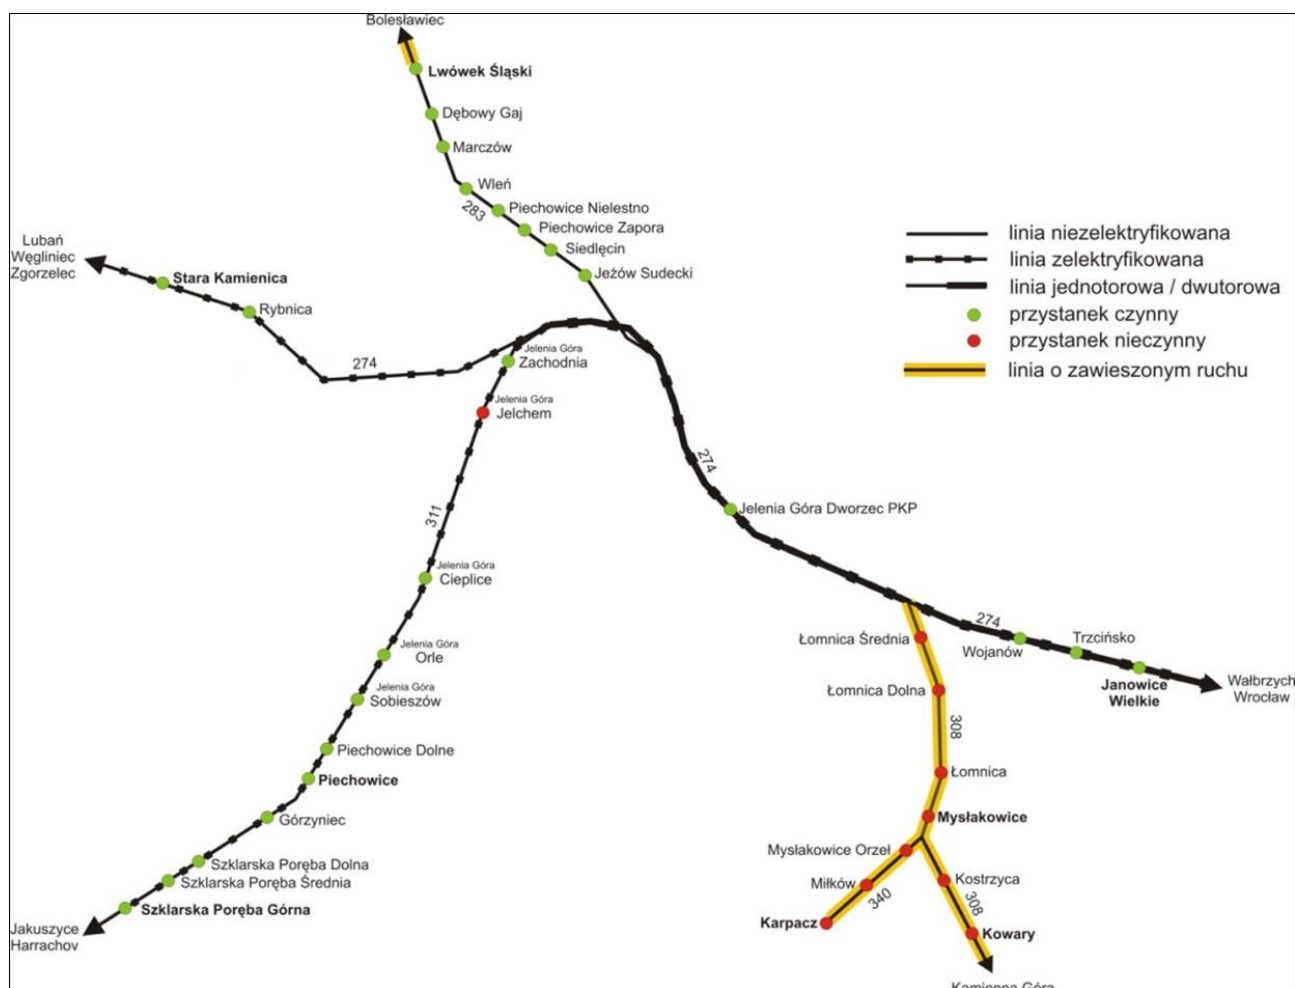 Bolesławiec
Lwówek Śląski
Dębowy Gaj
Marczów
Wleń
283
Piechowice Nielestno
Piechowice Zapora
Siedlęcin
Jeżów Sudecki
Lubań
Węgliniec
Zgorzelec
Stara Kamienica
Rybnica
274
linia niezelektryfikowana
linia zelektryfikowana
linia jednotorowa / dwutorowa
przystanek czynny
przystanek nieczynny
linia o zawieszonym ruchu
Jelenia Góra
Zachodnia
Jelenia Góra
Jelchem
311
274
Jelenia Góra Dworzec PKP
Jelenia Góra
Cieplice
Jelenia Góra
Orle
Jelenia Góra
Sobieszów
Piechowice Dolne
Piechowice
Górzyniec
Szklarska Poręba Dolna
Szklarska Poręba Średnia
Szklarska Poręba Górna
Jakuszyce
Harrachov
274
Wojanów
Trzcińsko
Janowice
Wielkie
Wałbrzych
Wrocław
Łomnica Średnia
Łomnica Dolna
308
Łomnica
Mysłakowice
Mysłakowice Orzeł
Miłków
340
Karpacz
Kostrzyca
308
Kowary
Kamienna Góra